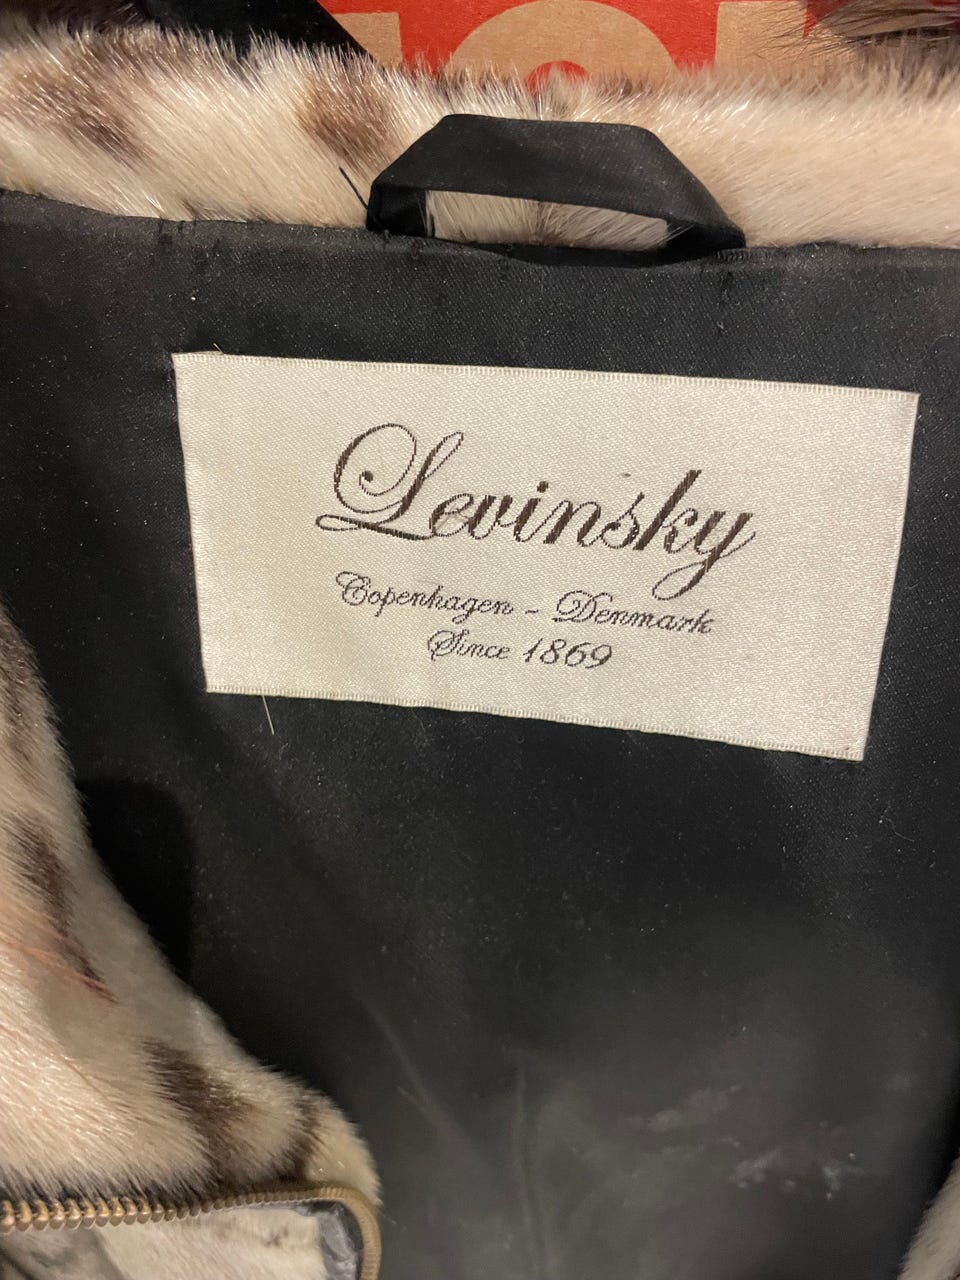 Levinsky
Copenhagen - Denmark
Since 1869